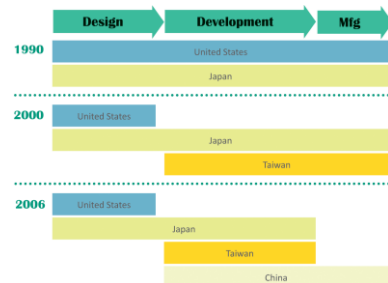 Design Development Mfg
1990
United States
Japan
2000
United States
Japan
Taiwan
2006
United States
Japan
Taiwan
China